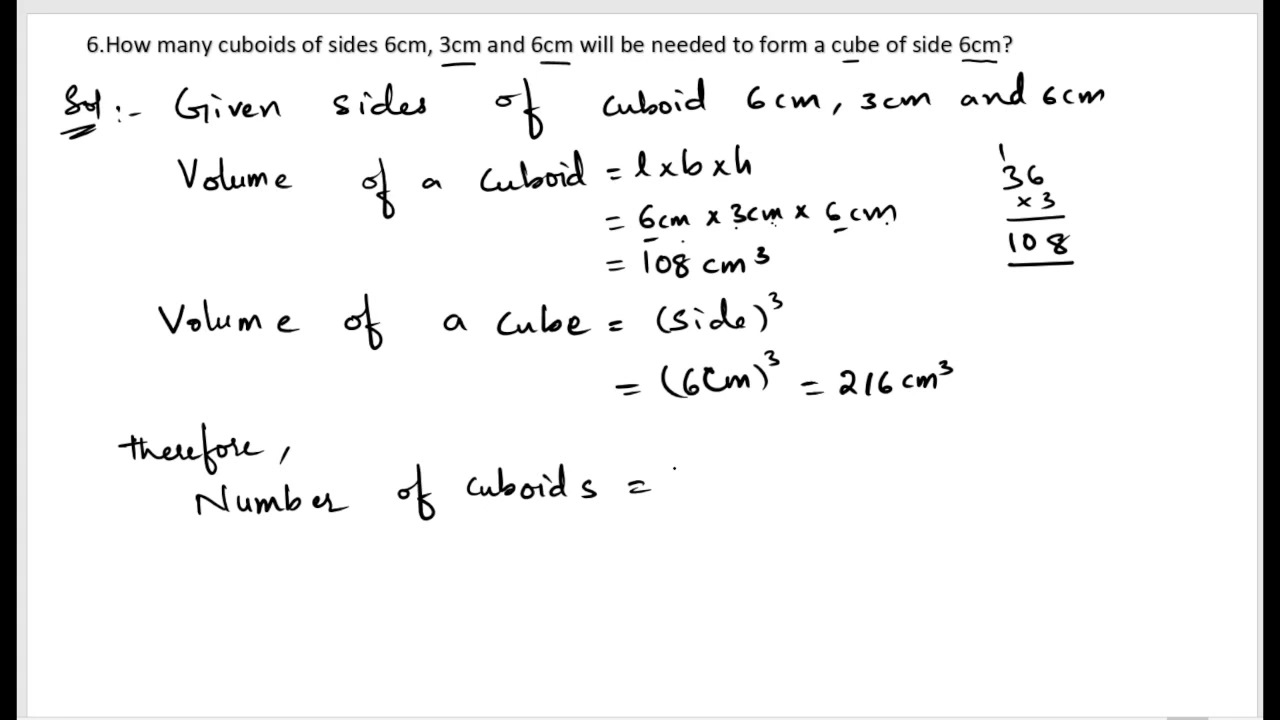 6.How many cuboids of sides 6cm, 3cm and 6cm will be needed to form a cube of side 6cm?
Sol :- Given sides of cuboid 6cm, 3cm and 6cm
Volume of a cuboid = l x b x h
= 6cm x 3cm x 6cm
= 108 cm³
1
36
x 3
108
Volume of a cube = (side)³
= (6cm)³ = 216 cm³
therefore,
Number of cuboids =